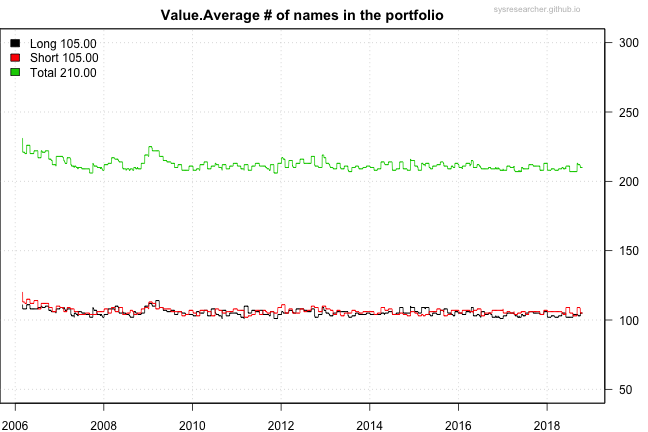 Value.Average # of names in the portfolio
sysresearcher.github.io
Long 105.00
Short 105.00
Total 210.00
300
250
200
150
100
50
2006 2008 2010 2012 2014 2016 2018